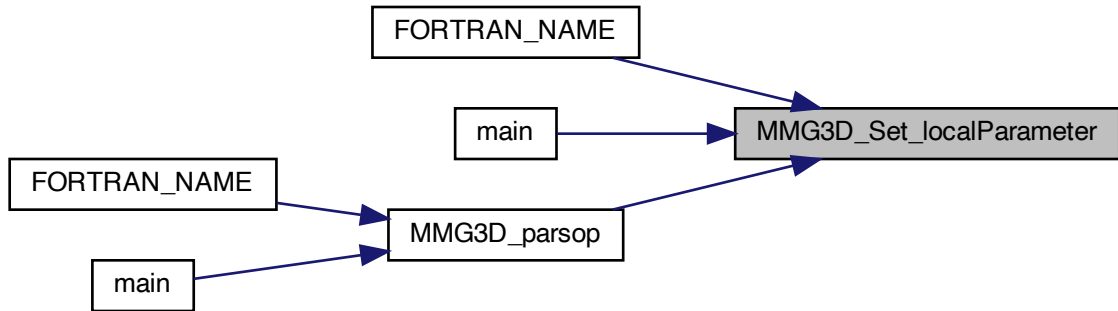 FORTRAN_NAME
main
MMG3D_Set_localParameter
FORTRAN_NAME
MMG3D_parsop
main